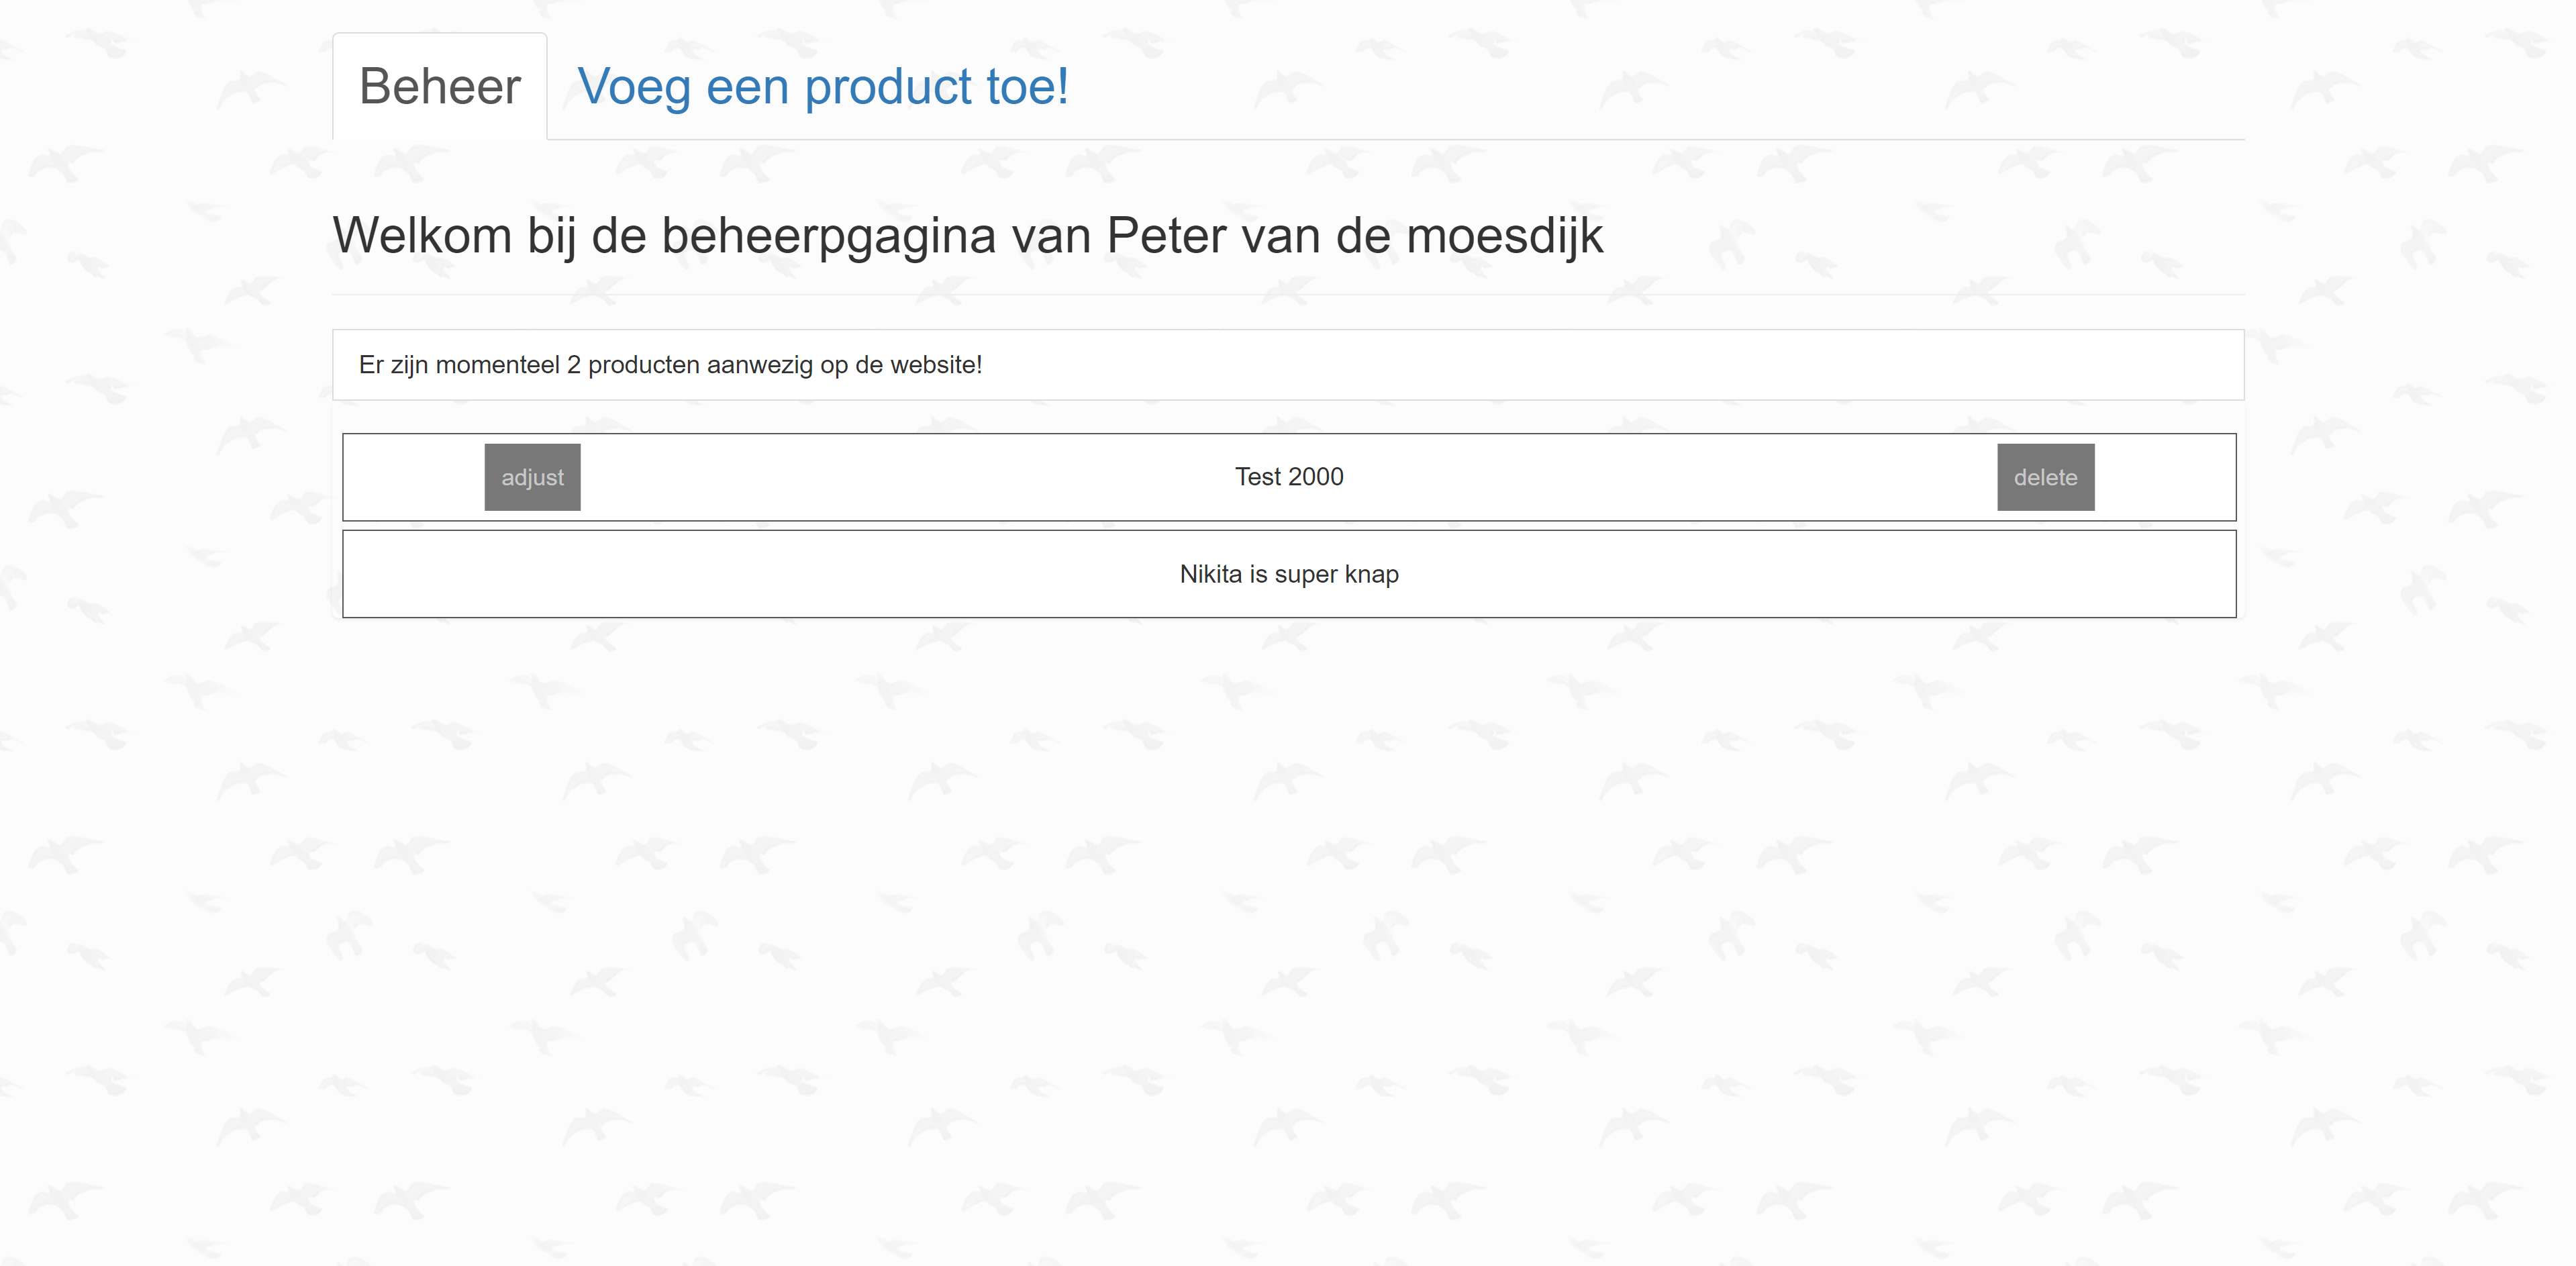 Beheer Voeg een product toe!
Welkom bij de beheerpgagina van Peter van de moesdijk
Er zijn momenteel 2 producten aanwezig op de website!
adjust Test 2000 delete
Nikita is super knap